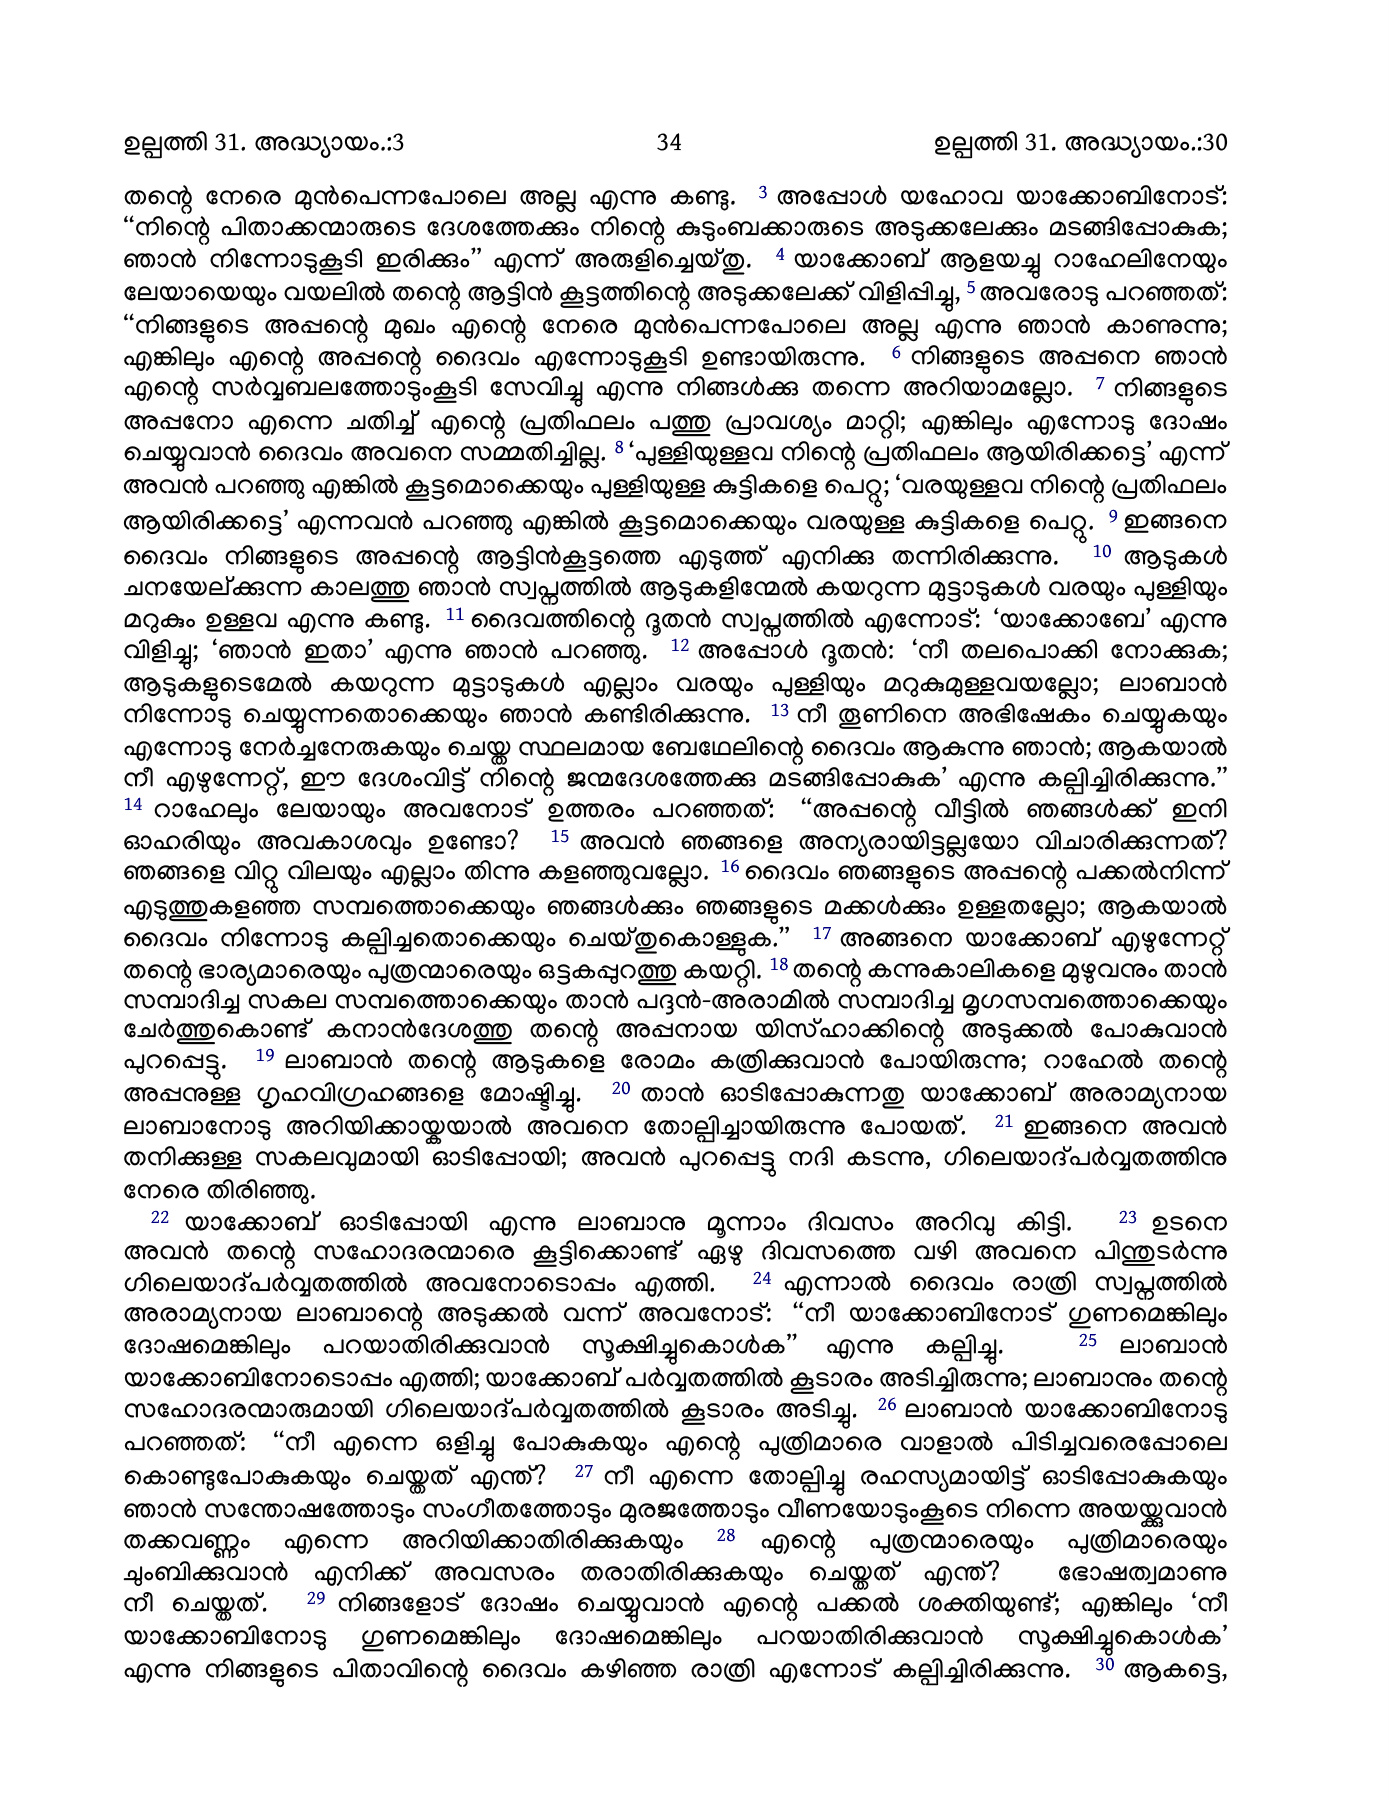 ഉല്പത്തി 31. അദ്ധ്യായം.:3 34 ഉല്പത്തി 31. അദ്ധ്യായം.:30
തന്റെ നേരെ മുൻപെന്നപോലെ അല്ല എന്നു കണ്ടു. 3 അപ്പോൾ യഹോവ യാക്കോബിനോട്:
“നിന്റെ പിതാക്കന്മാരുടെ ദേശത്തേക്കും നിന്റെ കുടുംബക്കാരുടെ അടുക്കലേക്കും മടങ്ങിപ്പോകുക;
ഞാൻ നിന്നോടുകൂടി ഇരിക്കും” എന്ന് അരുളിച്ചെയ്തു. 4 യാക്കോബ് ആളയച്ചു റാഹേലിനേയും
ലേയായെയും വയലിൽ തന്റെ ആട്ടിൻ കൂട്ടത്തിന്റെ അടുക്കലേക്ക് വിളിപ്പിച്ചു, 5 അവരോടു പറഞ്ഞത്:
“നിങ്ങളുടെ അപ്പന്റെ മുഖം എന്റെ നേരെ മുൻപെന്നപോലെ അല്ല എന്നു ഞാൻ കാണുന്നു;
എങ്കിലും എന്റെ അപ്പന്റെ ദൈവം എന്നോടുകൂടി ഉണ്ടായിരുന്നു. 6 നിങ്ങളുടെ അപ്പനെ ഞാൻ
എന്റെ സർവ്വബലത്തോടുംകൂടി സേവിച്ചു എന്നു നിങ്ങൾക്കു തന്നെ അറിയാമല്ലോ. 7 നിങ്ങളുടെ
അപ്പനോ എന്നെ ചതിച്ച് എന്റെ പ്രതിഫലം പത്തു പ്രാവശ്യം മാറ്റി; എങ്കിലും എന്നോടു ദോഷം
ചെയ്യുവാൻ ദൈവം അവനെ സമ്മതിച്ചില്ല. 8 ‘പുള്ളിയുള്ളവ നിന്റെ പ്രതിഫലം ആയിരിക്കട്ടെ’ എന്ന്
അവൻ പറഞ്ഞു എങ്കിൽ കൂട്ടമൊക്കെയും പുള്ളിയുള്ള കുട്ടികളെ പെറ്റു; ‘വരയുള്ളവ നിന്റെ പ്രതിഫലം
ആയിരിക്കട്ടെ’ എന്നവൻ പറഞ്ഞു എങ്കിൽ കൂട്ടമൊക്കെയും വരയുള്ള കുട്ടികളെ പെറ്റു. 9 ഇങ്ങനെ
ദൈവം നിങ്ങളുടെ അപ്പന്റെ ആട്ടിൻകൂട്ടത്തെ എടുത്ത് എനിക്കു തന്നിരിക്കുന്നു. 10 ആടുകൾ
ചനയേല്ക്കുന്ന കാലത്തു ഞാൻ സ്വപ്നത്തിൽ ആടുകളിന്മേൽ കയറുന്ന മുട്ടാടുകൾ വരയും പുള്ളിയും
മറുകും ഉള്ളവ എന്നു കണ്ടു. 11 ദൈവത്തിന്റെ ദൂതൻ സ്വപ്നത്തിൽ എന്നോട്: ‘യാക്കോബേ’ എന്നു
വിളിച്ചു; ‘ഞാൻ ഇതാ’ എന്നു ഞാൻ പറഞ്ഞു. 12 അപ്പോൾ ദൂതൻ: ‘നീ തലപൊക്കി നോക്കുക;
ആടുകളുടെമേൽ കയറുന്ന മുട്ടാടുകൾ എല്ലാം വരയും പുള്ളിയും മറുകുമുള്ളവയല്ലോ; ലാബാൻ
നിന്നോടു ചെയ്യുന്നതൊക്കെയും ഞാൻ കണ്ടിരിക്കുന്നു. 13 നീ തൂണിനെ അഭിഷേകം ചെയ്യുകയും
എന്നോടു നേർച്ചനേരുകയും ചെയ്ത സ്ഥലമായ ബേഥേലിന്റെ ദൈവം ആകുന്നു ഞാൻ; ആകയാൽ
നീ എഴുന്നേറ്റ്, ഈ ദേശംവിട്ട് നിന്റെ ജന്മദേശത്തേക്കു മടങ്ങിപ്പോകുക’ എന്നു കല്പിച്ചിരിക്കുന്നു.”
14 റാഹേലും ലേയായും അവനോട് ഉത്തരം പറഞ്ഞത്: “അപ്പന്റെ വീട്ടിൽ ഞങ്ങൾക്ക് ഇനി
ഓഹരിയും അവകാശവും ഉണ്ടോ? 15 അവൻ ഞങ്ങളെ അന്യരായിട്ടല്ലയോ വിചാരിക്കുന്നത്?
ഞങ്ങളെ വിറ്റു വിലയും എല്ലാം തിന്നു കളഞ്ഞുവല്ലോ. 16 ദൈവം ഞങ്ങളുടെ അപ്പന്റെ പക്കൽനിന്ന്
എടുത്തുകളഞ്ഞ സമ്പത്തൊക്കെയും ഞങ്ങൾക്കും ഞങ്ങളുടെ മക്കൾക്കും ഉള്ളതല്ലോ; ആകയാൽ
ദൈവം നിന്നോടു കല്പിച്ചതൊക്കെയും ചെയ്തുകൊള്ളുക.” 17 അങ്ങനെ യാക്കോബ് എഴുന്നേറ്റ്
തന്റെ ഭാര്യമാരെയും പുത്രന്മാരെയും ഒട്ടകപ്പുറത്തു കയറ്റി. 18 തന്റെ കന്നുകാലികളെ മുഴുവനും താൻ
സമ്പാദിച്ച സകല സമ്പത്തൊക്കെയും താൻ പദ്ദൻ-അരാമിൽ സമ്പാദിച്ച മൃഗസമ്പത്തൊക്കെയും
ചേർത്തുകൊണ്ട് കനാൻദേശത്തു തന്റെ അപ്പനായ യിസ്ഹാക്കിന്റെ അടുക്കൽ പോകുവാൻ
പുറപ്പെട്ടു. 19 ലാബാൻ തന്റെ ആടുകളെ രോമം കത്രിക്കുവാൻ പോയിരുന്നു; റാഹേൽ തന്റെ
അപ്പനുള്ള ഗൃഹവിഗ്രഹങ്ങളെ മോഷ്ടിച്ചു. 20 താൻ ഓടിപ്പോകുന്നതു യാക്കോബ് അരാമ്യനായ
ലാബാനോടു അറിയിക്കായ്കയാൽ അവനെ തോല്പിച്ചായിരുന്നു പോയത്. 21 ഇങ്ങനെ അവൻ
തനിക്കുള്ള സകലവുമായി ഓടിപ്പോയി; അവൻ പുറപ്പെട്ടു നദി കടന്നു, ഗിലെയാദ്പർവ്വതത്തിനു
നേരെ തിരിഞ്ഞു.
22 യാക്കോബ് ഓടിപ്പോയി എന്നു ലാബാനു മൂന്നാം ദിവസം അറിവു കിട്ടി. 23 ഉടനെ
അവൻ തന്റെ സഹോദരന്മാരെ കൂട്ടിക്കൊണ്ട് ഏഴു ദിവസത്തെ വഴി അവനെ പിന്തുടർന്നു
ഗിലെയാദ്പർവ്വതത്തിൽ അവനോടൊപ്പം എത്തി. 24 എന്നാൽ ദൈവം രാത്രി സ്വപ്നത്തിൽ
അരാമ്യനായ ലാബാന്റെ അടുക്കൽ വന്ന് അവനോട്: “നീ യാക്കോബിനോട് ഗുണമെങ്കിലും
ദോഷമെങ്കിലും പറയാതിരിക്കുവാൻ സൂക്ഷിച്ചുകൊൾക” എന്നു കല്പിച്ചു. 25 ലാബാൻ
യാക്കോബിനോടൊപ്പം എത്തി; യാക്കോബ് പർവ്വതത്തിൽ കൂടാരം അടിച്ചിരുന്നു; ലാബാനും തന്റെ
സഹോദരന്മാരുമായി ഗിലെയാദ്പർവ്വതത്തിൽ കൂടാരം അടിച്ചു. 26 ലാബാൻ യാക്കോബിനോടു
പറഞ്ഞത്: “നീ എന്നെ ഒളിച്ചു പോകുകയും എന്റെ പുത്രിമാരെ വാളാൽ പിടിച്ചവരെപ്പോലെ
കൊണ്ടുപോകുകയും ചെയ്തത് എന്ത്? 27 നീ എന്നെ തോല്പിച്ചു രഹസ്യമായിട്ട് ഓടിപ്പോകുകയും
ഞാൻ സന്തോഷത്തോടും സംഗീതത്തോടും മുരജത്തോടും വീണയോടുംകൂടെ നിന്നെ അയയ്ക്കുവാൻ
തക്കവണ്ണം എന്നെ അറിയിക്കാതിരിക്കുകയും 28 എന്റെ പുത്രന്മാരെയും പുത്രിമാരെയും
ചുംബിക്കുവാൻ എനിക്ക് അവസരം തരാതിരിക്കുകയും ചെയ്തത് എന്ത്? ഭോഷത്വമാണു
നീ ചെയ്തത്. 29 നിങ്ങളോട് ദോഷം ചെയ്യുവാൻ എന്റെ പക്കൽ ശക്തിയുണ്ട്; എങ്കിലും ‘നീ
യാക്കോബിനോടു ഗുണമെങ്കിലും ദോഷമെങ്കിലും പറയാതിരിക്കുവാൻ സൂക്ഷിച്ചുകൊൾക’
എന്നു നിങ്ങളുടെ പിതാവിന്റെ ദൈവം കഴിഞ്ഞ രാത്രി എന്നോട് കല്പിച്ചിരിക്കുന്നു. 30 ആകട്ടെ,